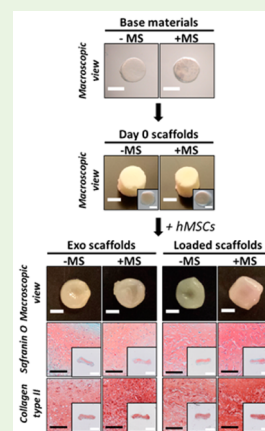 Base materials
- MS +MS
Macroscopic view
Day 0 scaffolds
-MS +MS
Macroscopic view
+ hMSCs
Exo scaffolds Loaded scaffolds
-MS +MS -MS +MS
Macroscopic view
Safranin O
Collagen type II